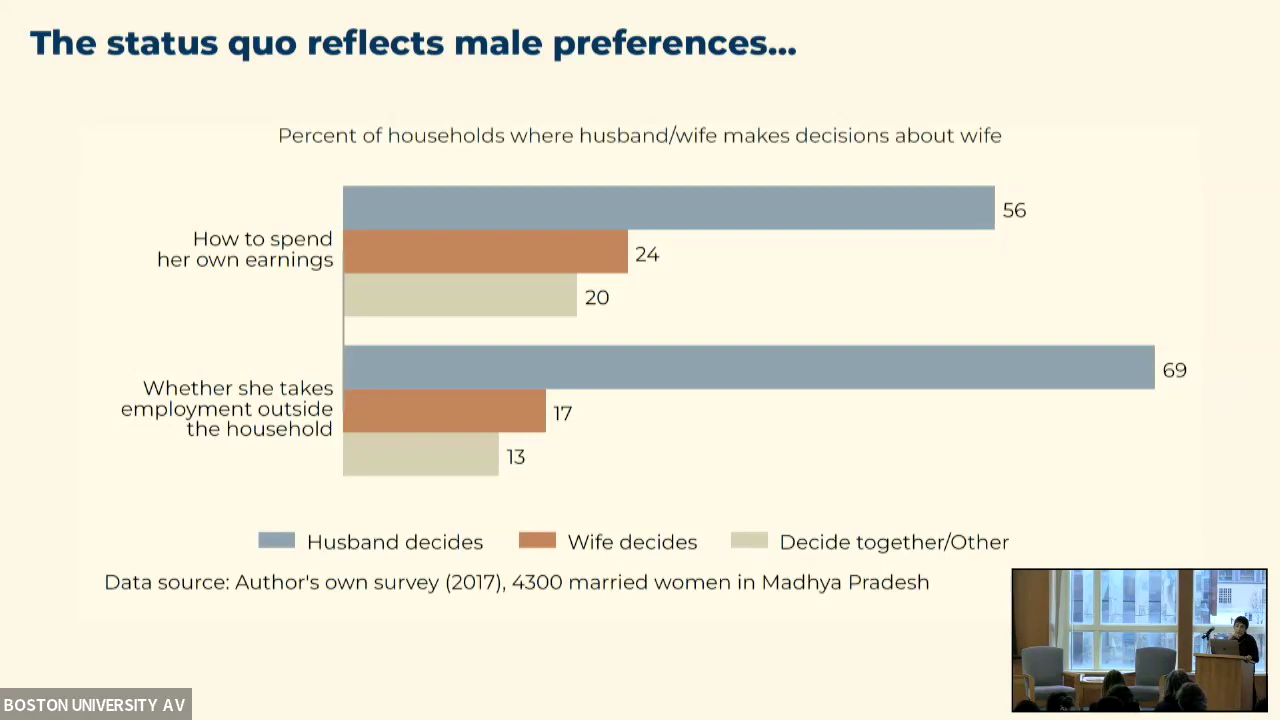 The status quo reflects male preferences...
Percent of households where husband/wife makes decisions about wife
How to spend
her own earnings
56
24
20
Whether she takes
employment outside
the household
69
17
13
Husband decides
Wife decides
Decide together/Other
Data source: Author's own survey (2017), 4300 married women in Madhya Pradesh
BOSTON UNIVERSITY AV